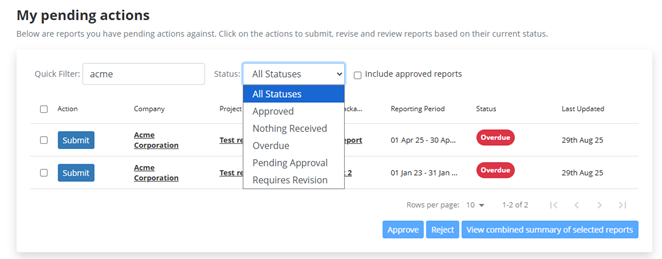 My pending actions
Below are reports you have pending actions against. Click on the actions to submit, revise and review reports based on their current status.
Quick Filter: acme Status: All Statuses Include approved reports
All Statuses
Approved
Nothing Received
Overdue
Pending Approval
Requires Revision
Action Company Project Reporting Period Status Last Updated
Submit Acme Corporation Test re port 01 Apr 25 - 30 Ap... Overdue 29th Aug 25
Submit Acme Corporation Test re 2 01 Jan 23 - 31 Jan ... Overdue 29th Aug 25
Rows per page: 10 1-2 of 2
Approve Reject View combined summary of selected reports